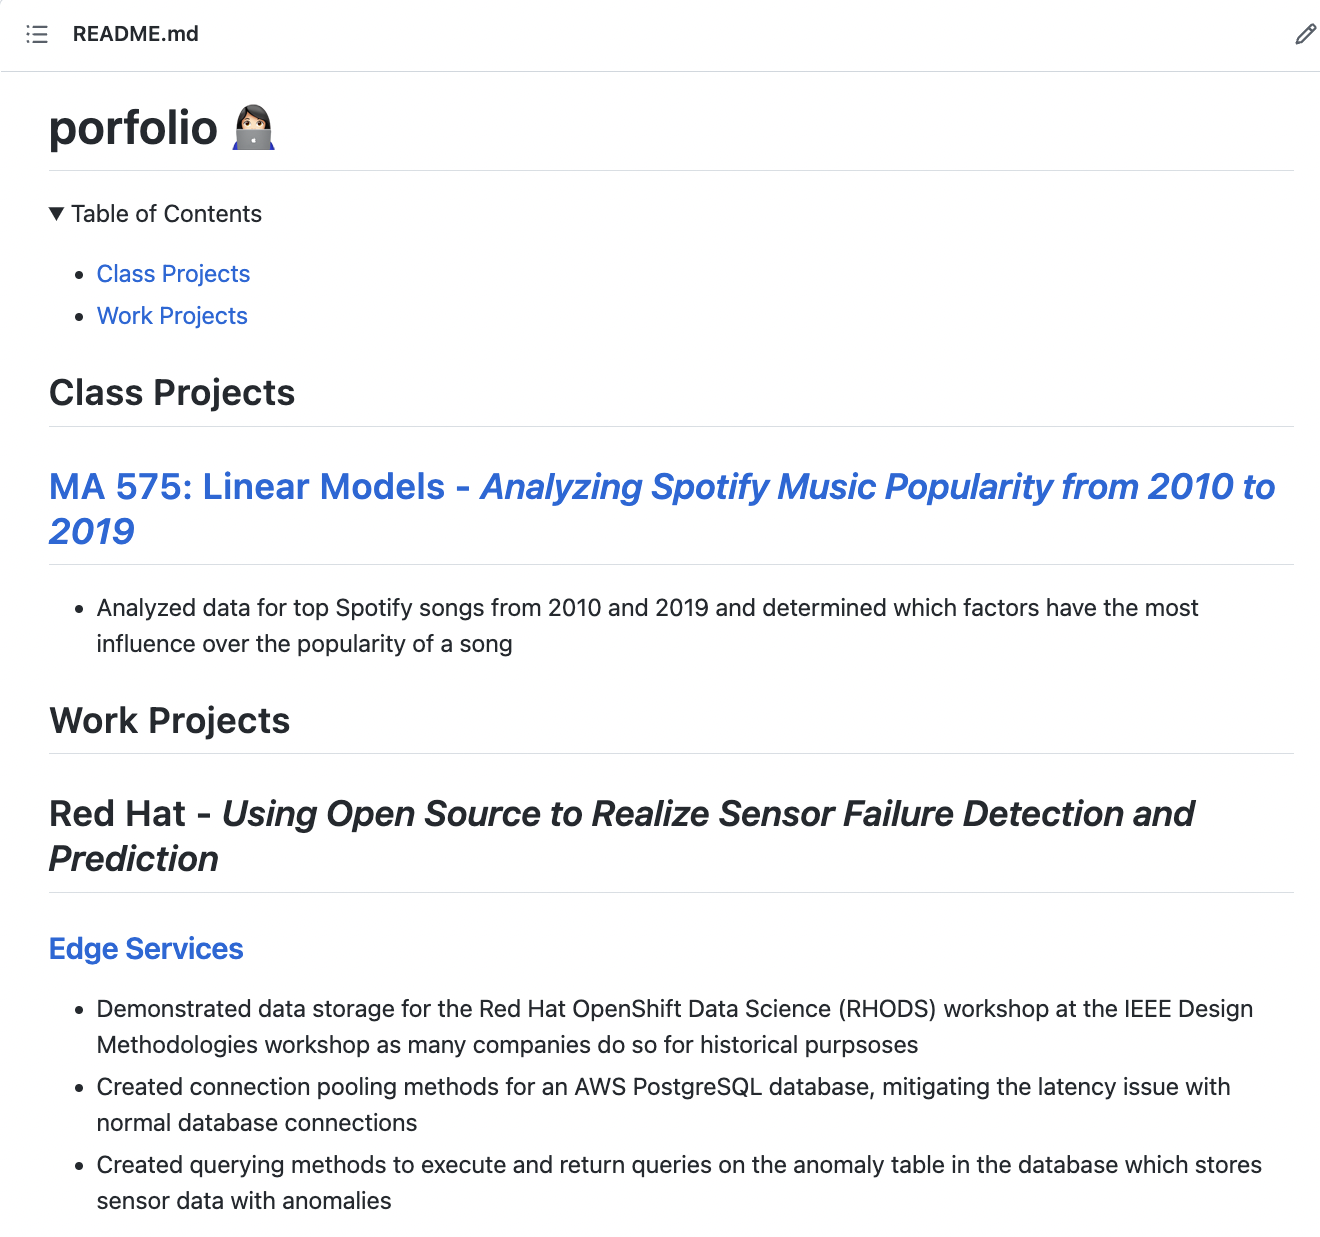 README.md
porfolio
Table of Contents
Class Projects
Work Projects
Class Projects
MA 575: Linear Models - Analyzing Spotify Music Popularity from 2010 to
2019
Analyzed data for top Spotify songs from 2010 and 2019 and determined which factors have the most
influence over the popularity of a song
Work Projects
Red Hat - Using Open Source to Realize Sensor Failure Detection and
Prediction
Edge Services
Demonstrated data storage for the Red Hat OpenShift Data Science (RHODS) workshop at the IEEE Design
Methodologies workshop as many companies do so for historical purpsoses
Created connection pooling methods for an AWS PostgreSQL database, mitigating the latency issue with
normal database connections
Created querying methods to execute and return queries on the anomaly table in the database which stores
sensor data with anomalies